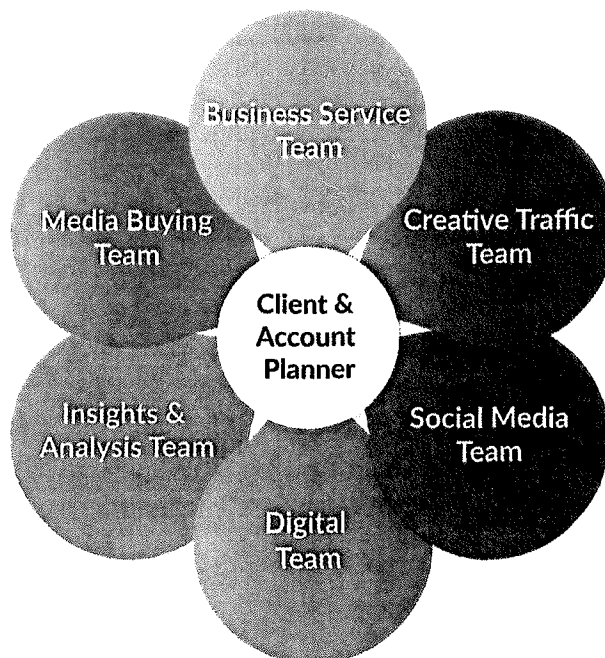 Business Service
Team
Creative Traffic
Team
Social Media
Team
Digital
Team
Insights &
Analysis Team
Media Buying
Team
Client &
Account
Planner